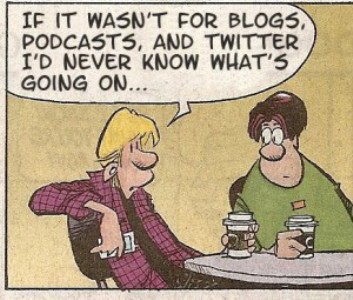 IF IT WASN'T FOR BLOGS,
PODCASTS, AND TWITTER
I'D NEVER KNOW WHAT'S
GOING ON...